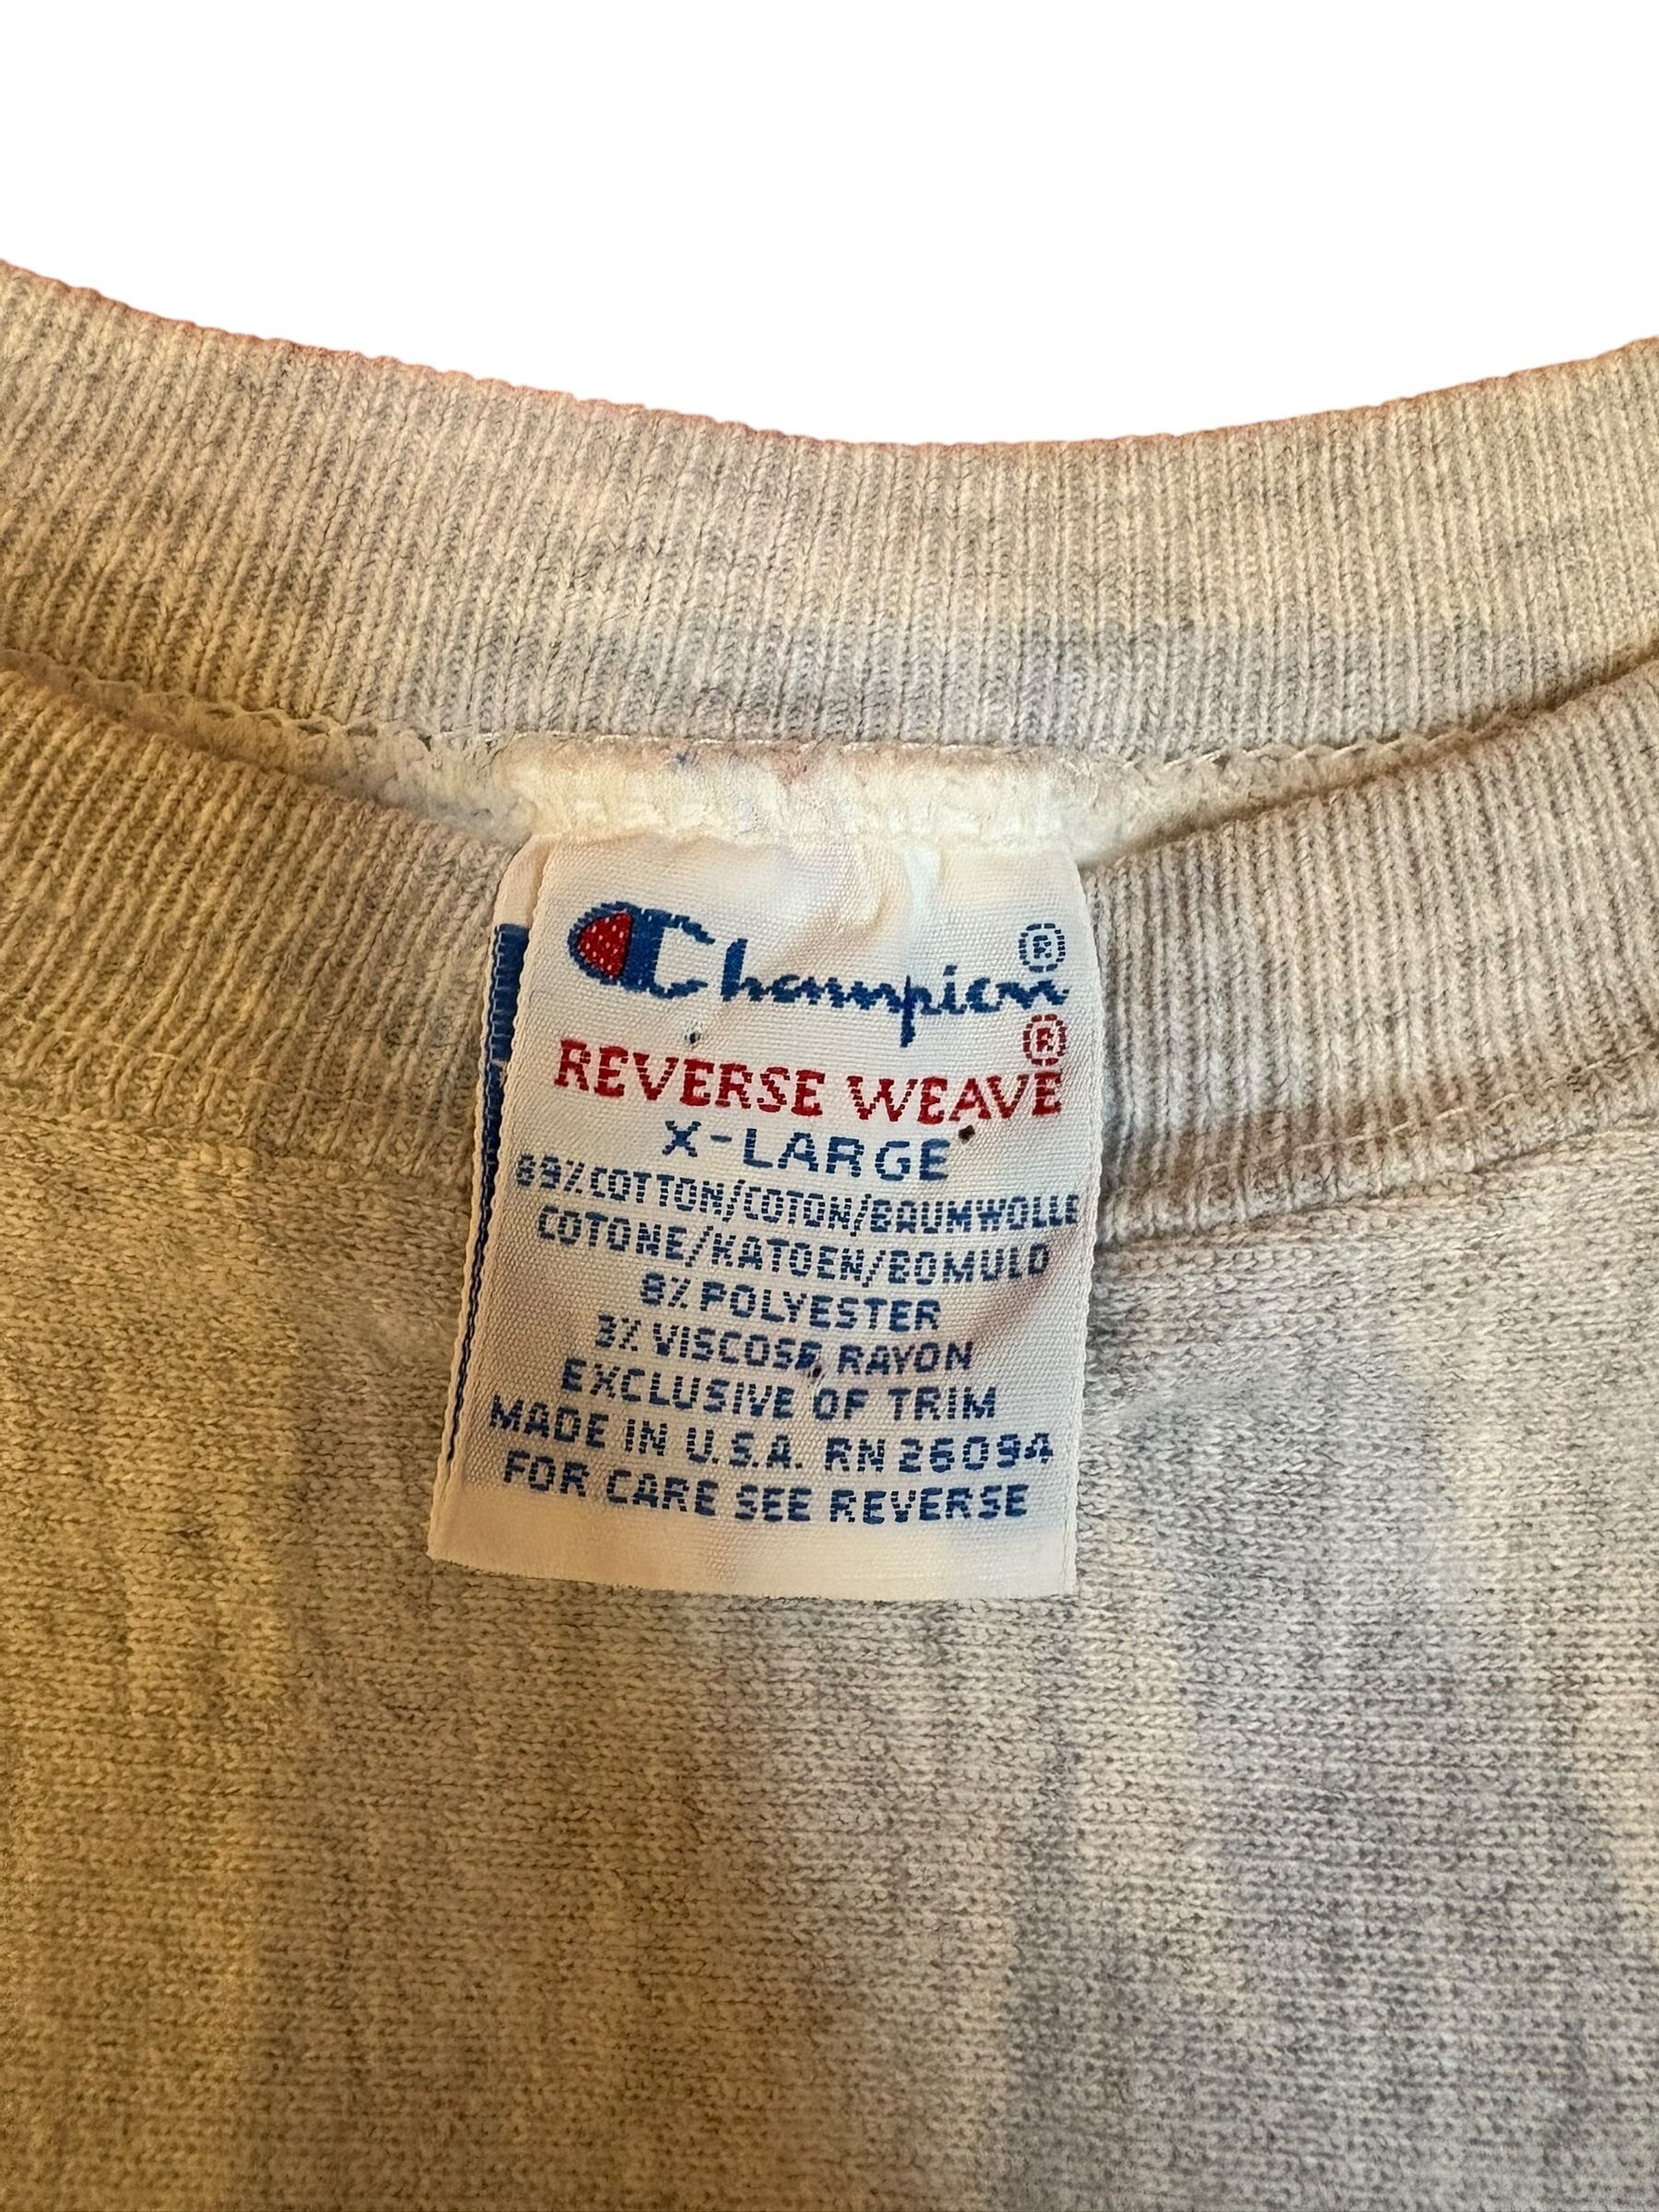 Champion®
REVERSE WEAVE®
X-LARGE
89% COTTON/COTON/BAUMWOLLE
COTONE/KATOEN/BOMULD
8% POLYESTER
3% VISCOSE RAYON
EXCLUSIVE OF TRIM
MADE IN U.S.A. RN 26094
FOR CARE SEE REVERSE